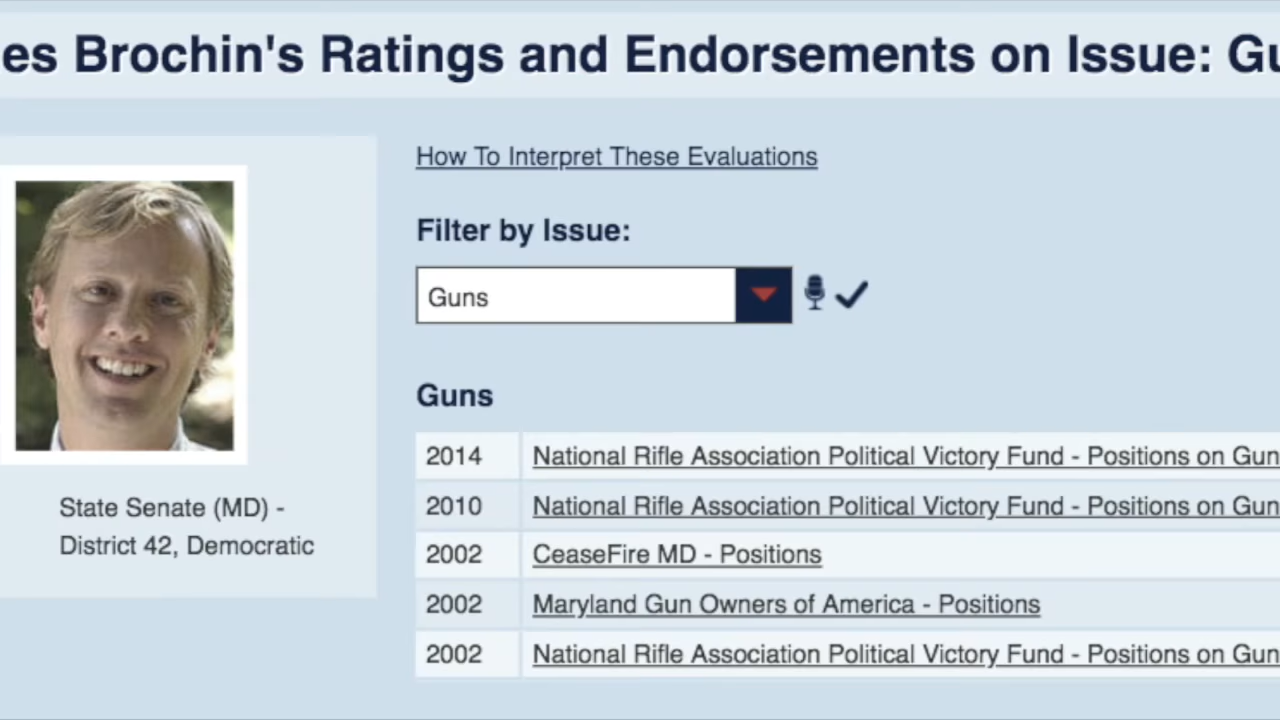 es Brochin's Ratings and Endorsements on Issue: Gu
How To Interpret These Evaluations
Filter by Issue:
Guns
Guns
2014 National Rifle Association Political Victory Fund - Positions on Gun
2010 National Rifle Association Political Victory Fund - Positions on Gun
2002 CeaseFire MD - Positions
2002 Maryland Gun Owners of America - Positions
2002 National Rifle Association Political Victory Fund - Positions on Gun
State Senate (MD) -
District 42, Democratic